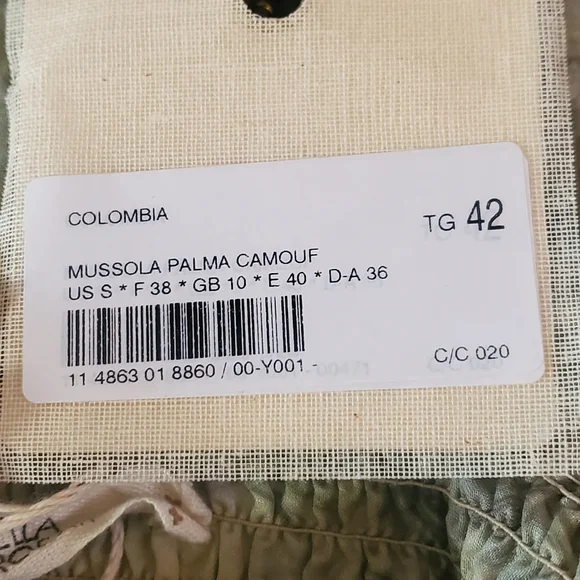 COLOMBIA
TG 42
MUSSOLA PALMA CAMOUF
US S * F 38 * GB 10 * E 40 * D-A 36
11 4863 01 8860 / 00-Y001-
C/C 020